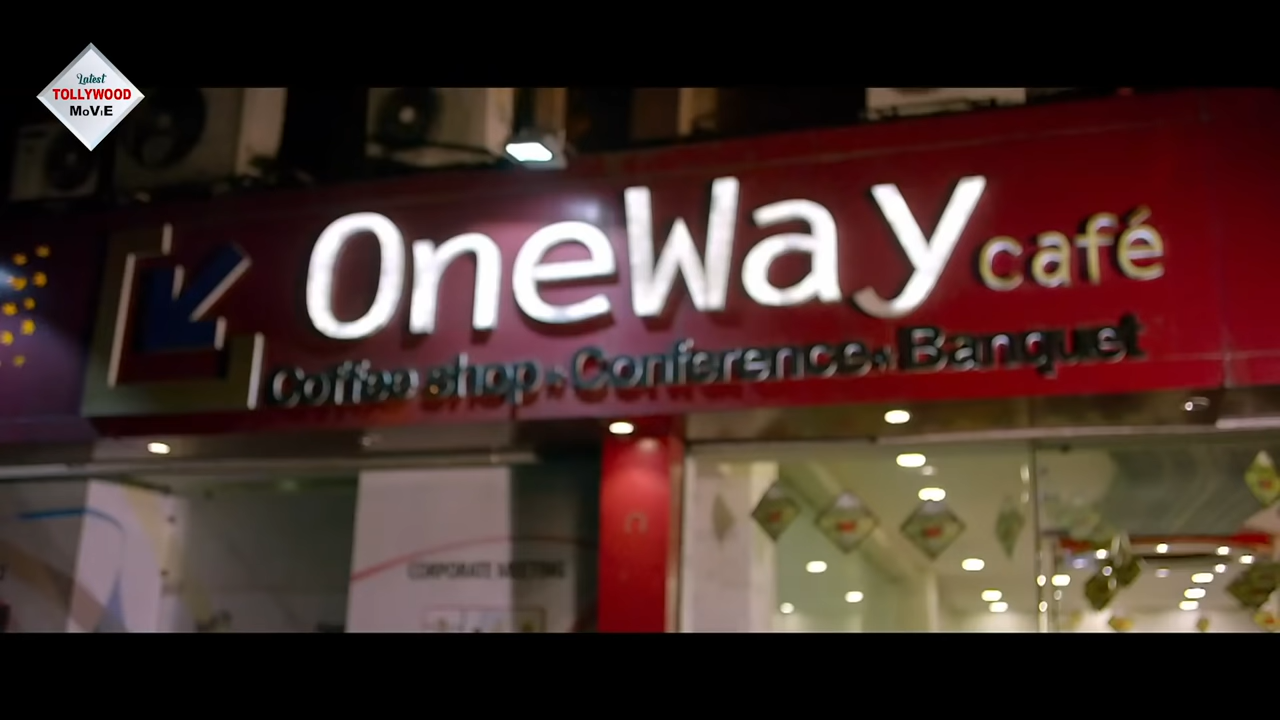 Latest
TOLLYWOOD
MoViE
OneWay café
Coffee shop • Conference • Banquet
CORPORATE MEETING